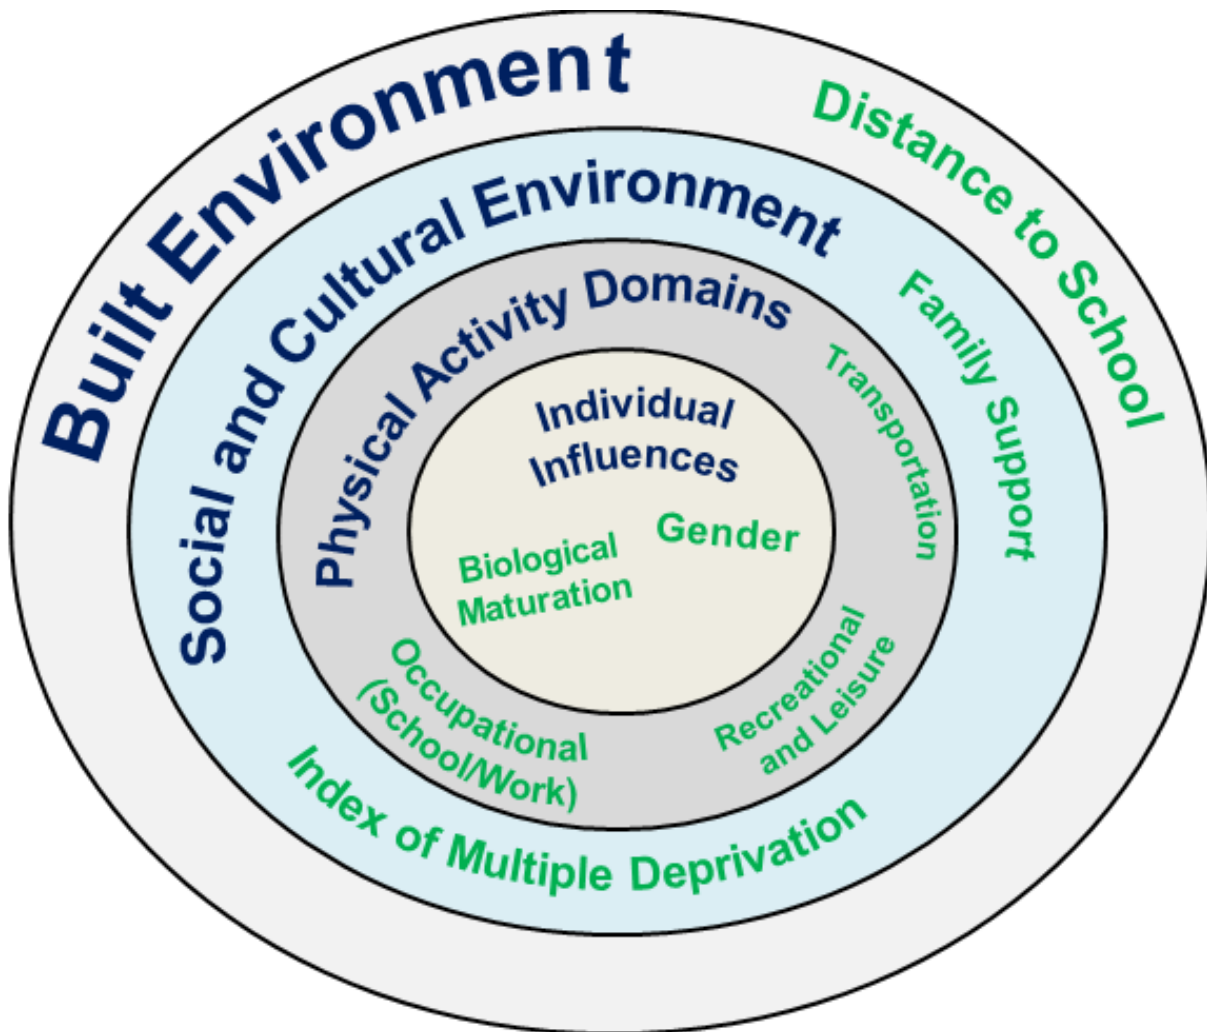 Built Environment
Distance to School
Social and Cultural Environment
Family Support
Index of Multiple Deprivation
Physical Activity Domains
Transportation
Occupational
(School/Work)
Recreational
and Leisure
Individual
Influences
Biological
Maturation
Gender